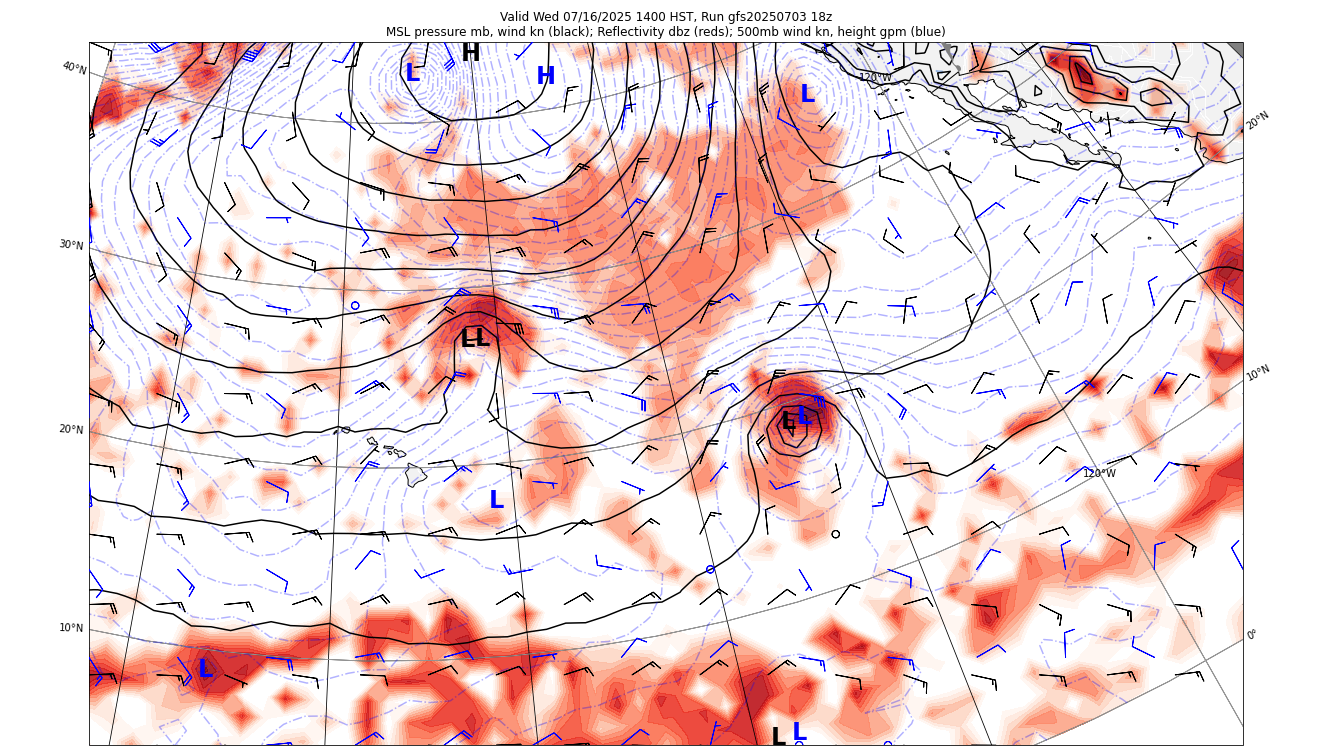 Valid Wed 07/16/2025 1400 HST, Run gfs20250703 18z
MSL pressure mb, wind kn (black); Reflectivity dbz (reds); 500mb wind kn, height gpm (blue)
H
L
H
L
120°W
40°N
20°N
30°N
L L
10°N
L L
20°N
120°W
L
10°N
0°
L
L L